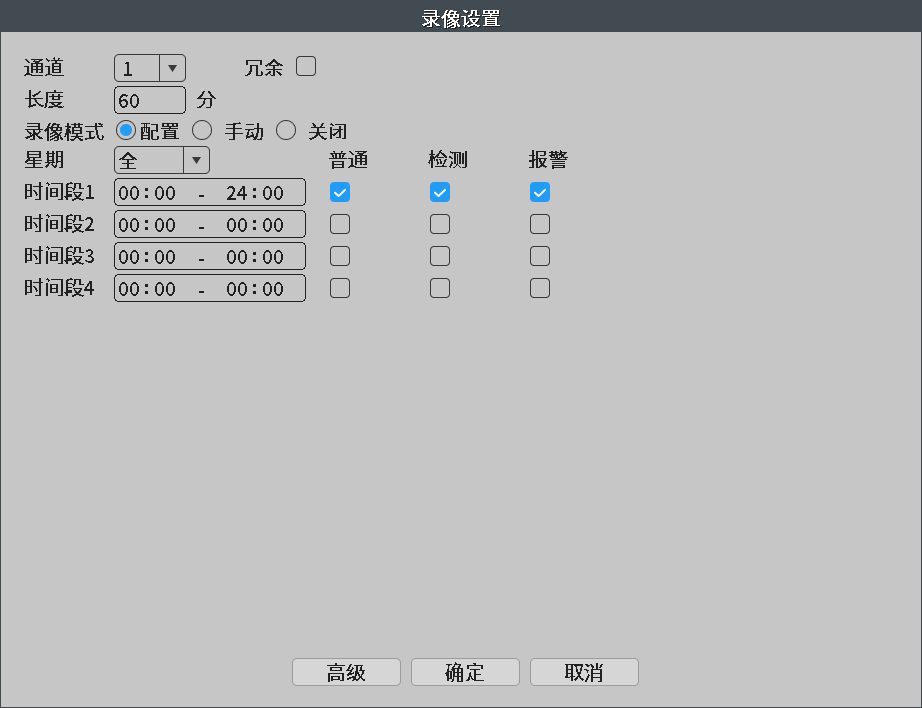 录像设置
通道 1 冗余
长度 60 分
录像模式 配置 手动 关闭
星期 全 普通 检测 报警
时间段1 00:00 - 24:00
时间段2 00:00 - 00:00
时间段3 00:00 - 00:00
时间段4 00:00 - 00:00
高级 确定 取消